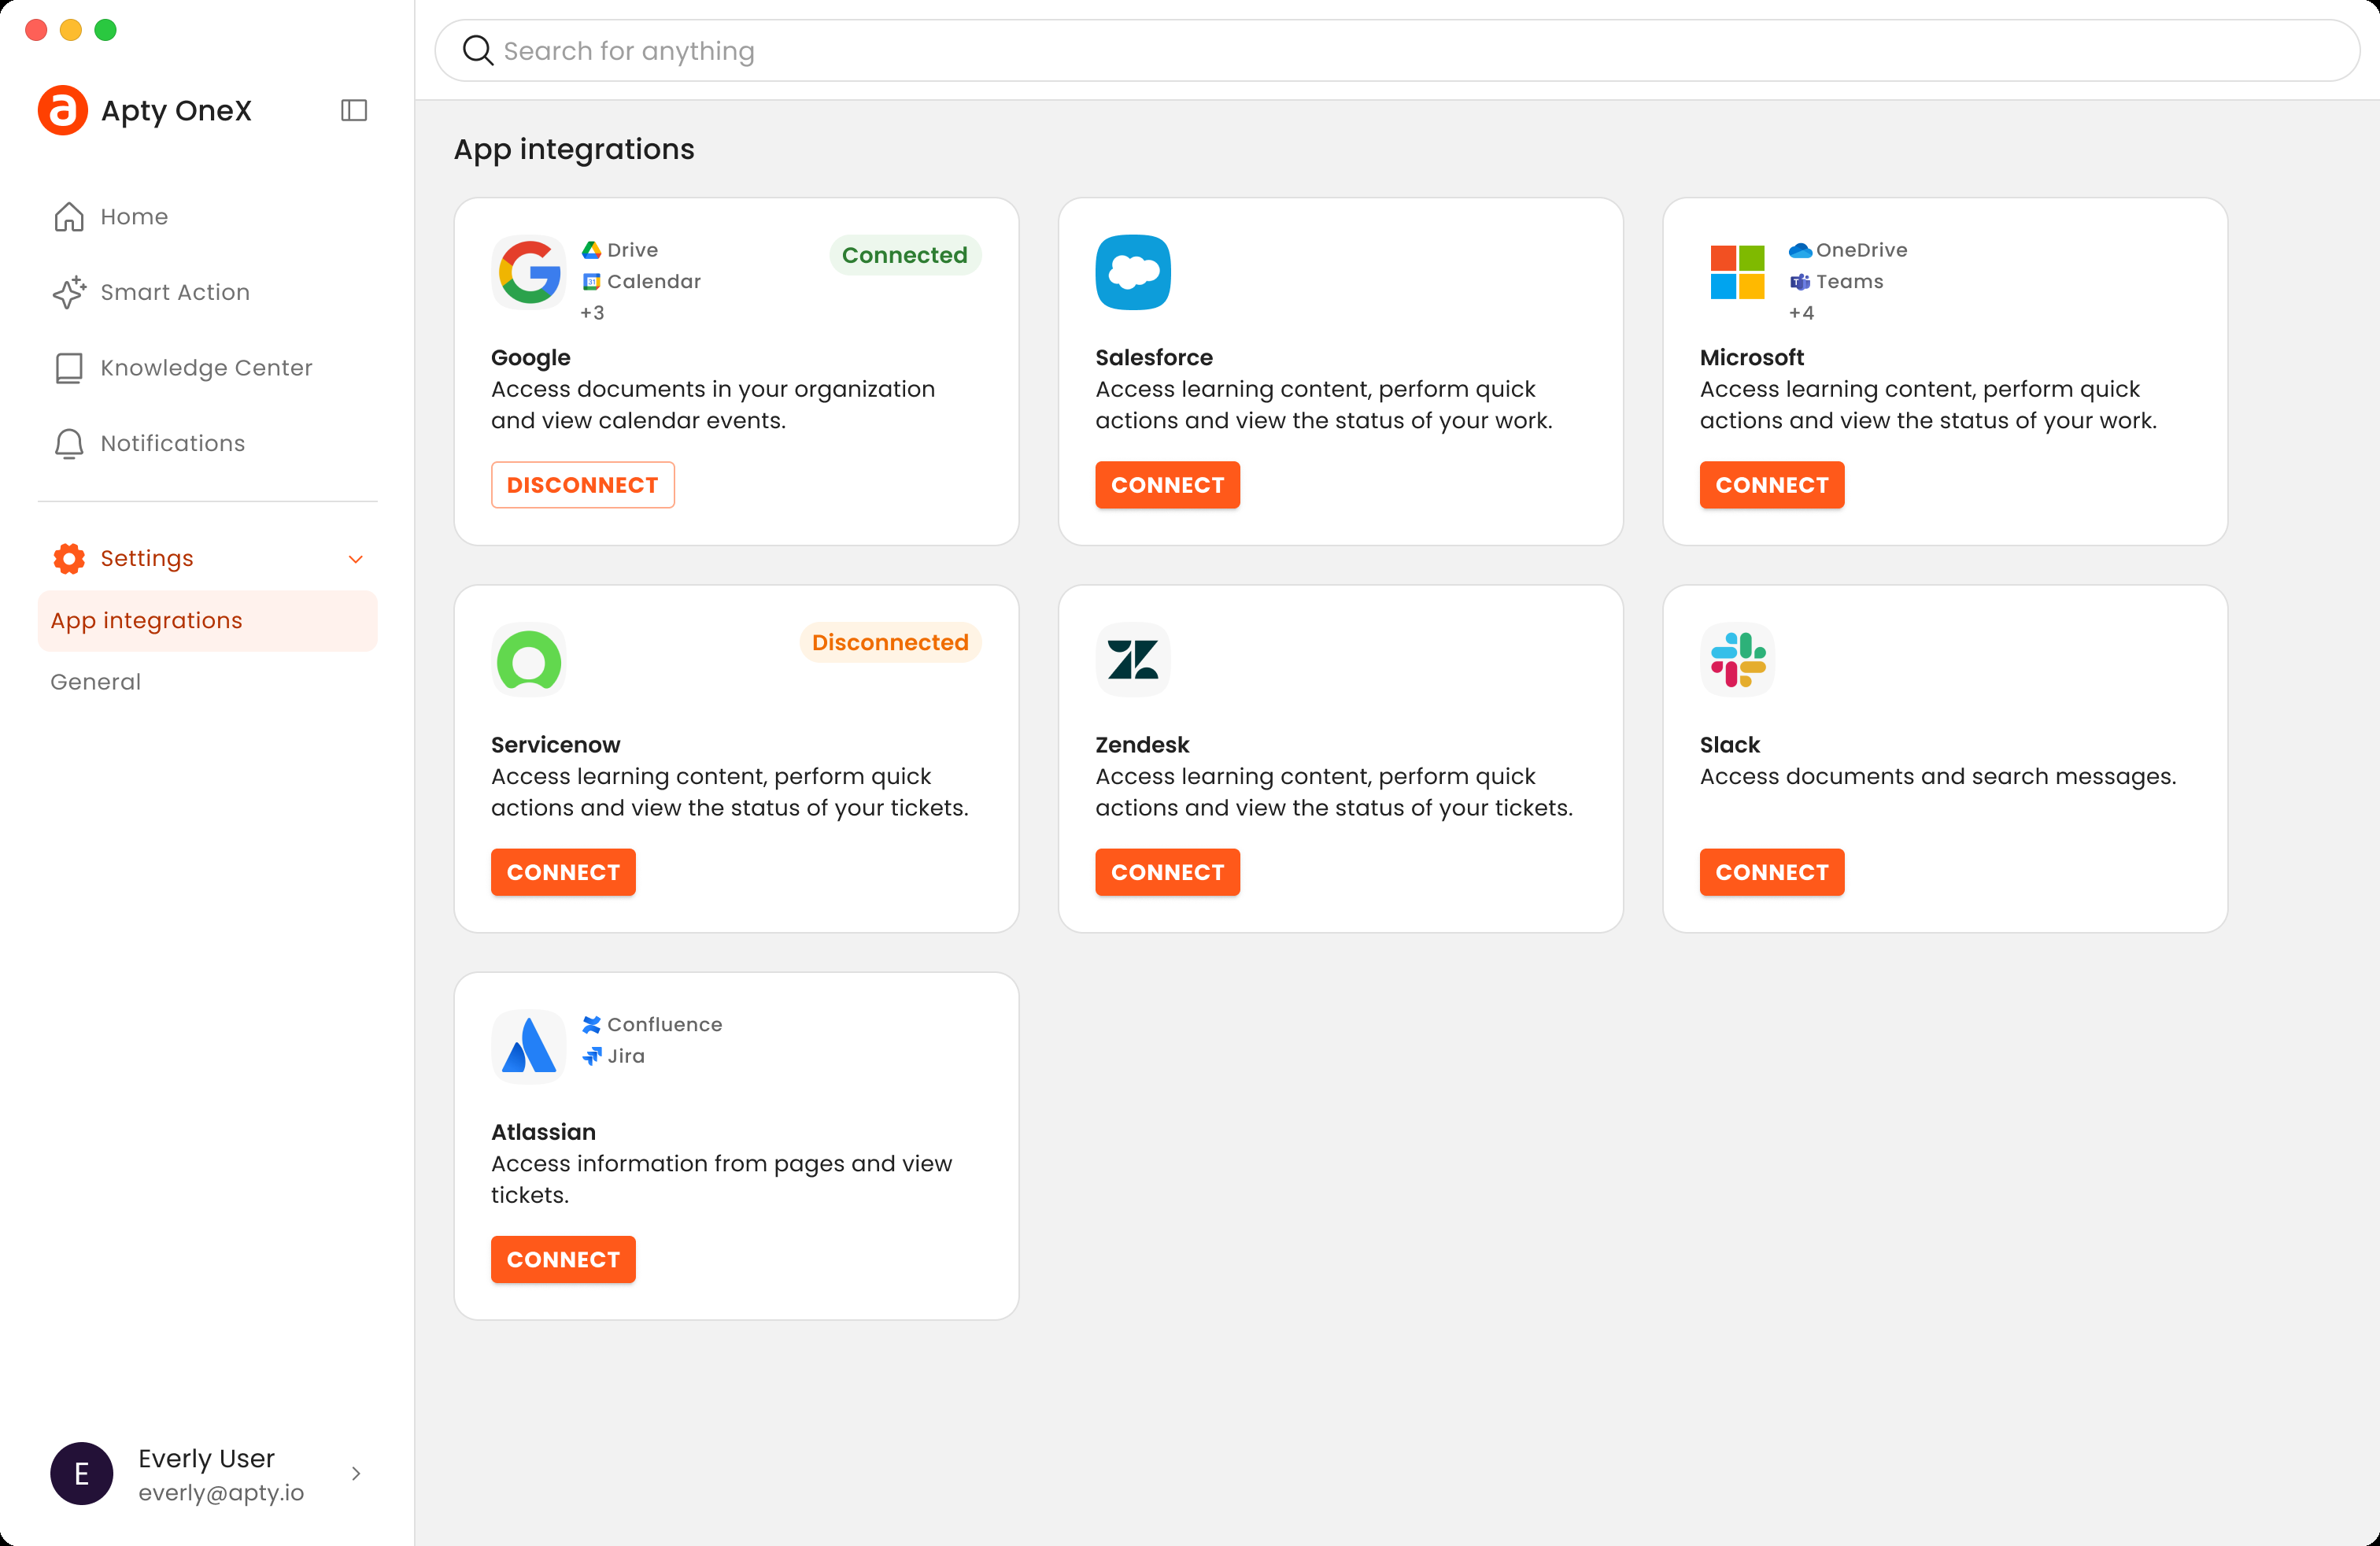 Search for anything
a Apty OneX
Home
Smart Action
Knowledge Center
Notifications
Settings
App integrations
General
Everly User
E
everly@apty.io
App integrations
Drive
Calendar
31
+3
Connected
Google
Access documents in your organization
and view calendar events.
DISCONNECT
Salesforce
Access learning content, perform quick
actions and view the status of your work.
CONNECT
OneDrive
Teams
+4
Microsoft
Access learning content, perform quick
actions and view the status of your work.
CONNECT
Disconnected
Servicenow
Access learning content, perform quick
actions and view the status of your tickets.
CONNECT
Zendesk
Access learning content, perform quick
actions and view the status of your tickets.
CONNECT
Slack
Access documents and search messages.
CONNECT
Confluence
Jira
Atlassian
Access information from pages and view
tickets.
CONNECT